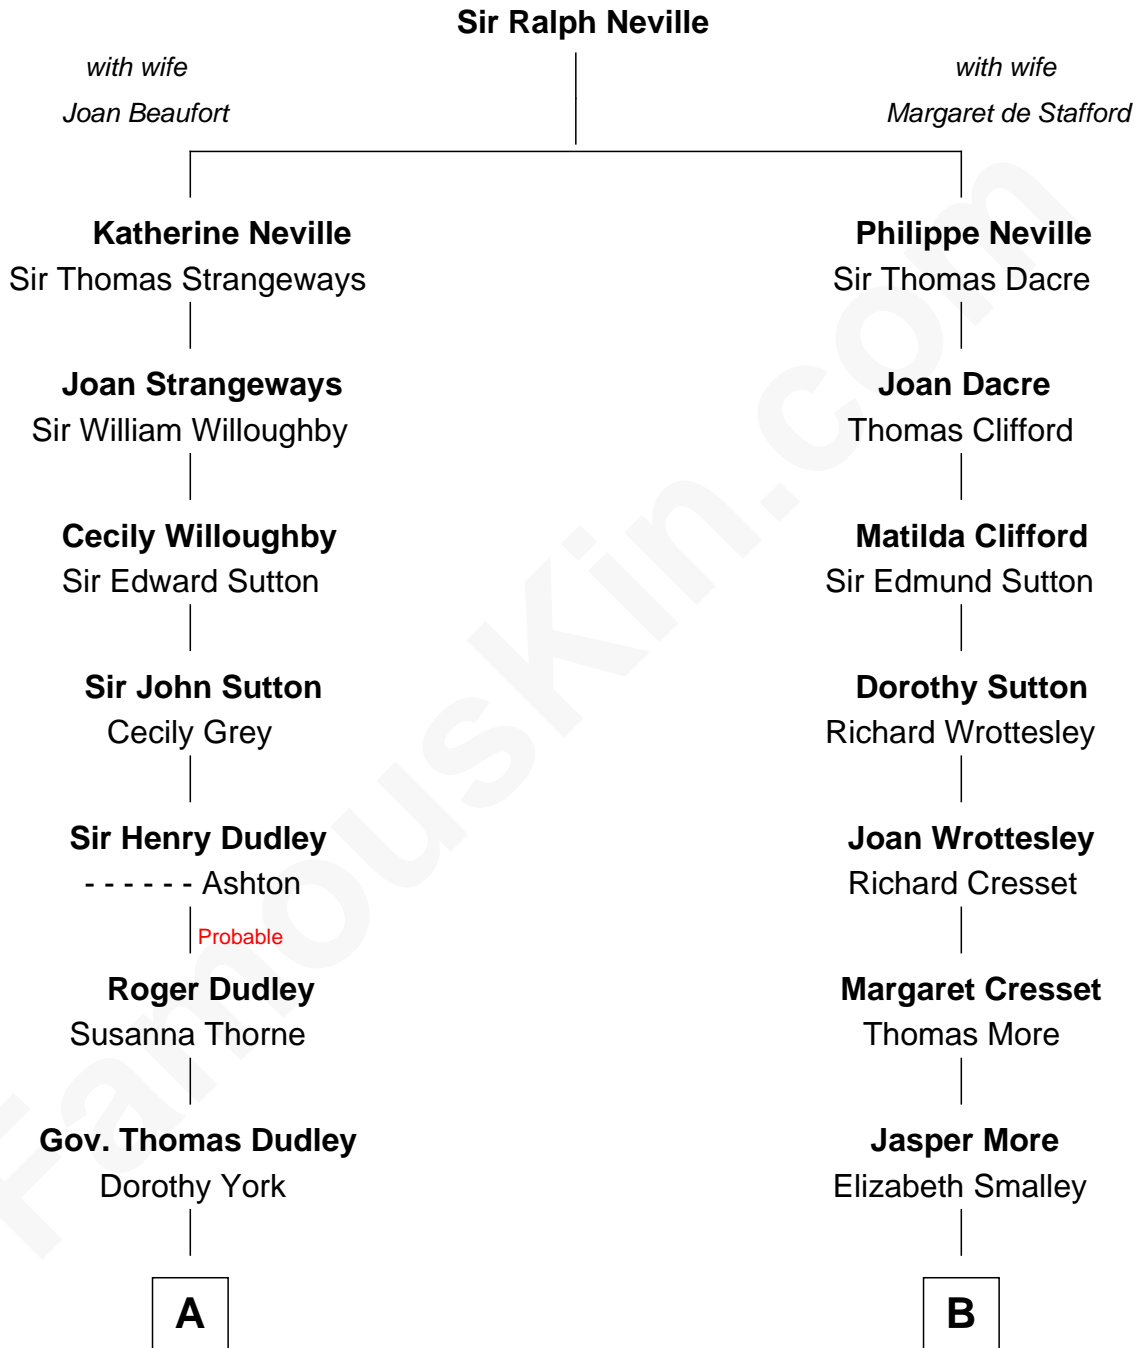 Sir Ralph Neville
with wife
Joan Beaufort
with wife
Margaret de Stafford
Katherine Neville
Sir Thomas Strangeways
Philippe Neville
Sir Thomas Dacre
Joan Strangeways
Sir William Willoughby
Joan Dacre
Thomas Clifford
Cecily Willoughby
Sir Edward Sutton
Matilda Clifford
Sir Edmund Sutton
Sir John Sutton
Cecily Grey
Dorothy Sutton
Richard Wrottesley
Sir Henry Dudley
- - - - - - Ashton
Probable
Joan Wrottesley
Richard Cresset
Roger Dudley
Susanna Thorne
Margaret Cresset
Thomas More
Gov. Thomas Dudley
Dorothy York
Jasper More
Elizabeth Smalley
A
B
FamousKin.com